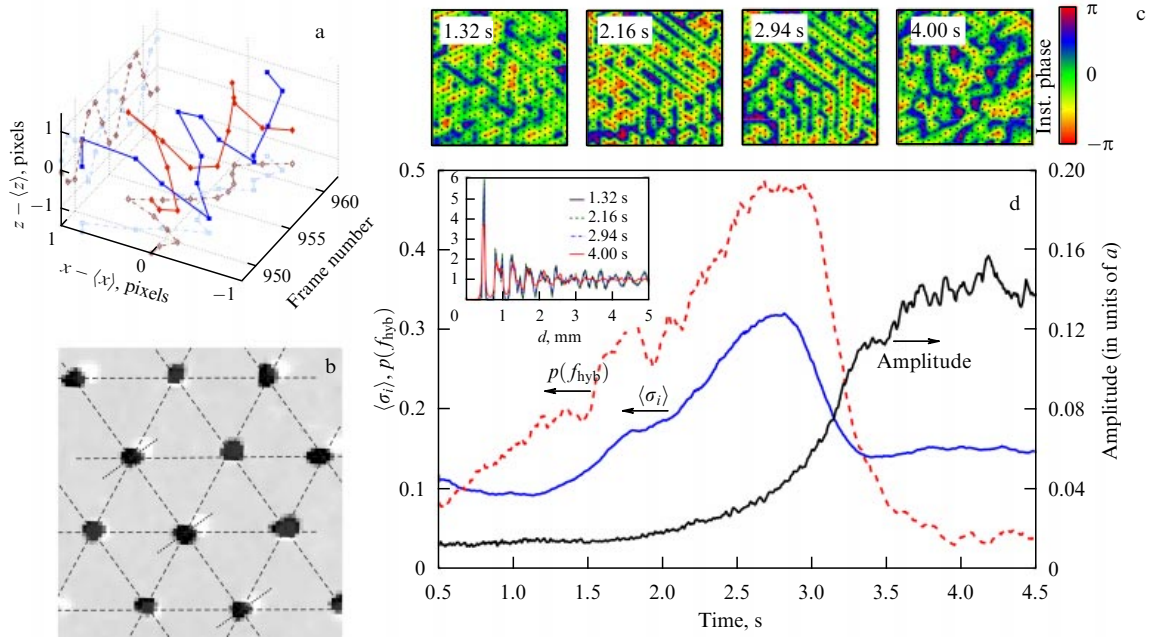 a
z − ⟨z⟩, pixels
1
0
−1
1
0
−1
x − ⟨x⟩, pixels
950
955
960
Frame number
b
1.32 s
2.16 s
2.94 s
4.00 s
π
0
−π
Inst. phase
c
d
0.5
0.4
0.3
0.2
0.1
0
⟨σi⟩, p(fhyb)
0.20
0.16
0.12
0.08
0.04
0
Amplitude (in units of a)
6
5
4
3
2
1
0
1
2
3
4
5
d, mm
1.32 s
2.16 s
2.94 s
4.00 s
p(fhyb)
⟨σi⟩
Amplitude
0.5
1.0
1.5
2.0
2.5
3.0
3.5
4.0
4.5
Time, s